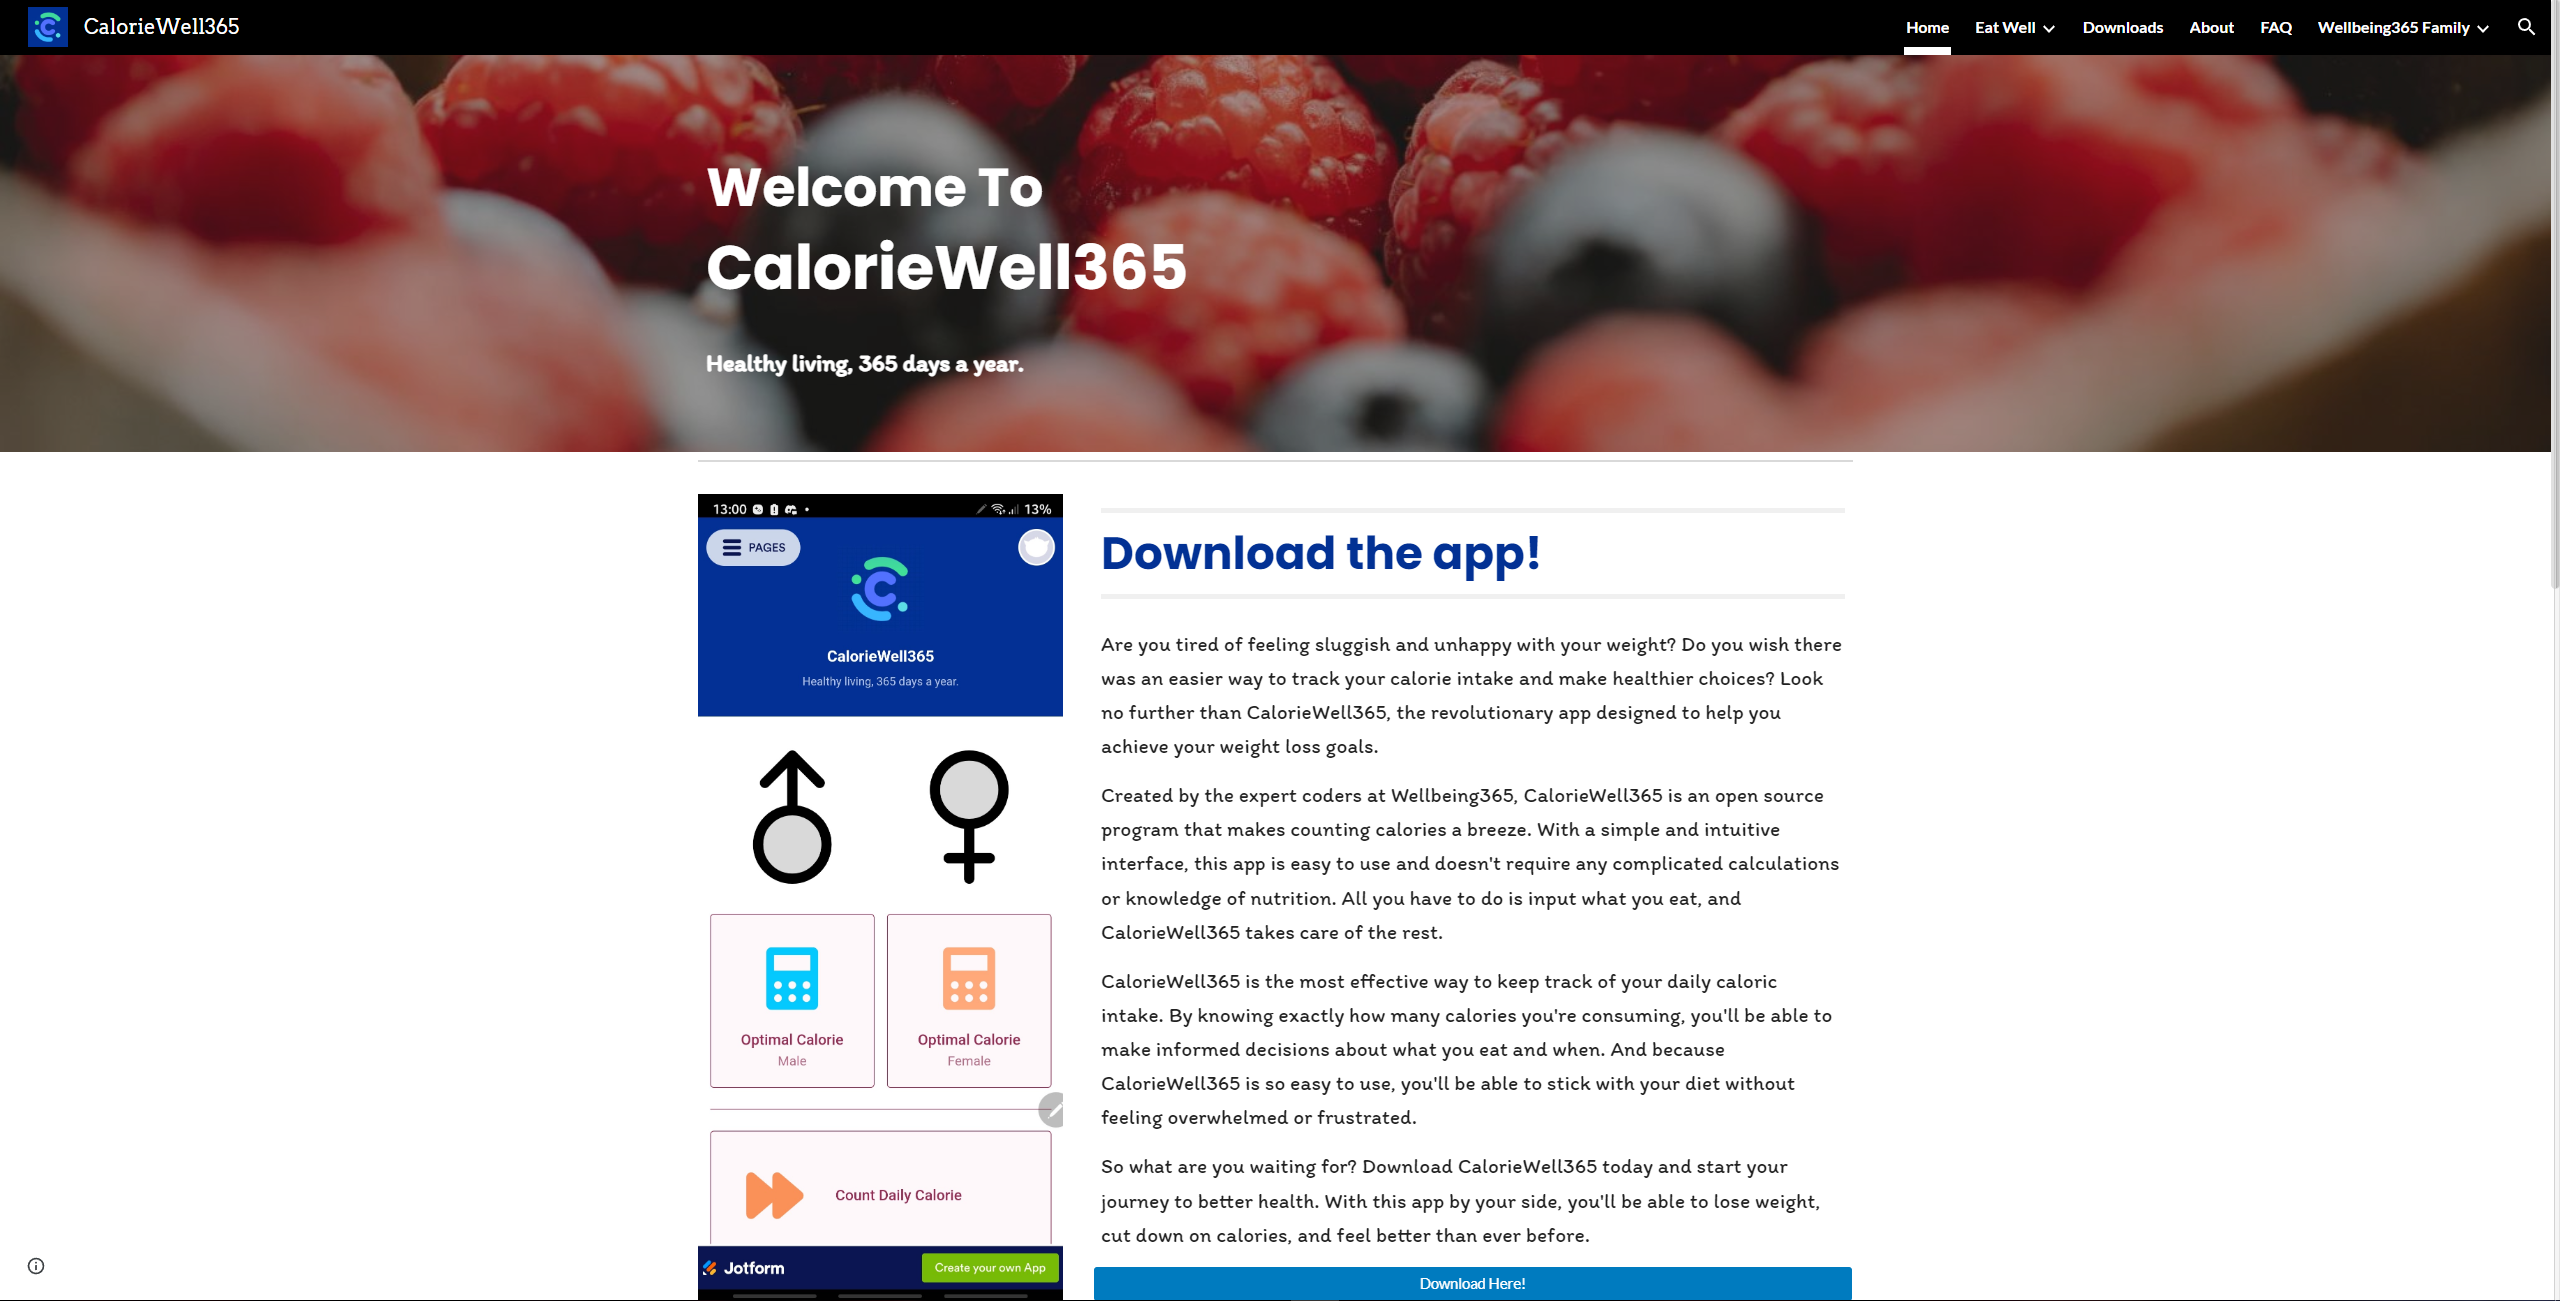 CalorieWell365
Home
Eat Well
Downloads
About
FAQ
Wellbeing365 Family
Welcome To
CalorieWell365
Healthy living, 365 days a year.
13:00
13%
PAGES
CalorieWell365
Healthy living, 365 days a year.
Optimal Calorie
Male
Optimal Calorie
Female
Count Daily Calorie
Jotform
Create your own App
Download the app!
Are you tired of feeling sluggish and unhappy with your weight? Do you wish there
was an easier way to track your calorie intake and make healthier choices? Look
no further than CalorieWell365, the revolutionary app designed to help you
achieve your weight loss goals.
Created by the expert coders at Wellbeing365, CalorieWell365 is an open source
program that makes counting calories a breeze. With a simple and intuitive
interface, this app is easy to use and doesn't require any complicated calculations
or knowledge of nutrition. All you have to do is input what you eat, and
CalorieWell365 takes care of the rest.
CalorieWell365 is the most effective way to keep track of your daily caloric
intake. By knowing exactly how many calories you're consuming, you'll be able to
make informed decisions about what you eat and when. And because
CalorieWell365 is so easy to use, you'll be able to stick with your diet without
feeling overwhelmed or frustrated.
So what are you waiting for? Download CalorieWell365 today and start your
journey to better health. With this app by your side, you'll be able to lose weight,
cut down on calories, and feel better than ever before.
Download Here!